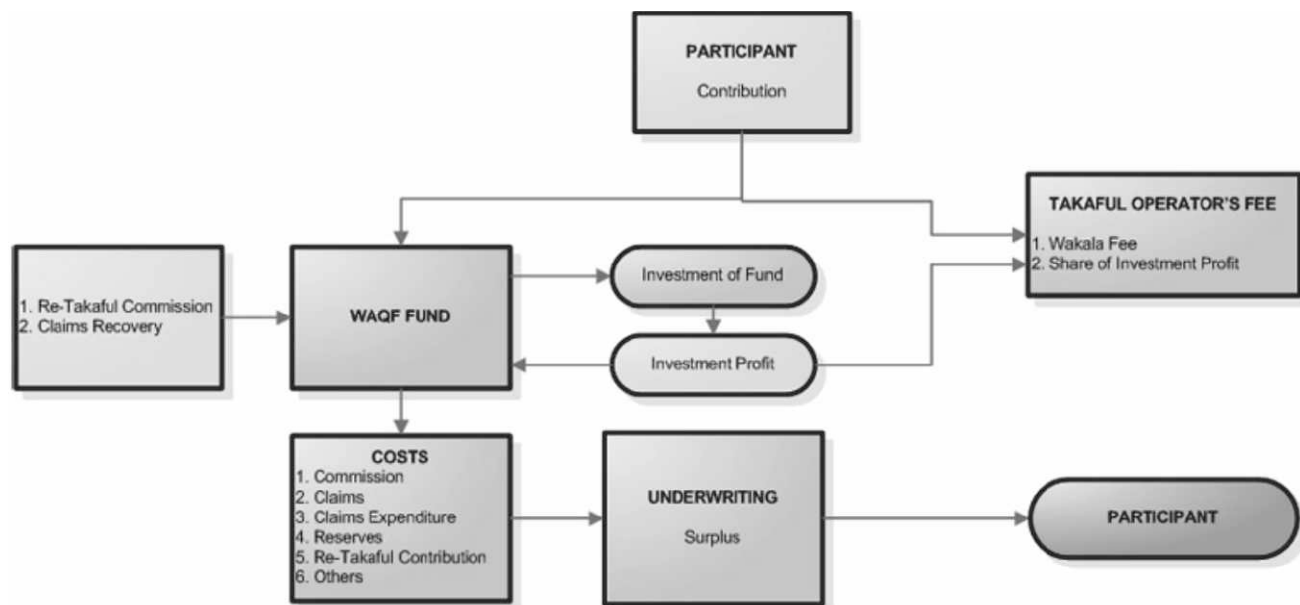 PARTICIPANT
Contribution
TAKAFUL OPERATOR'S FEE
1. Wakala Fee
2. Share of Investment Profit
1. Re-Takaful Commission
2. Claims Recovery
WAQF FUND
Investment of Fund
Investment Profit
COSTS
1. Commission
2. Claims
3. Claims Expenditure
4. Reserves
5. Re-Takaful Contribution
6. Others
UNDERWRITING
Surplus
PARTICIPANT